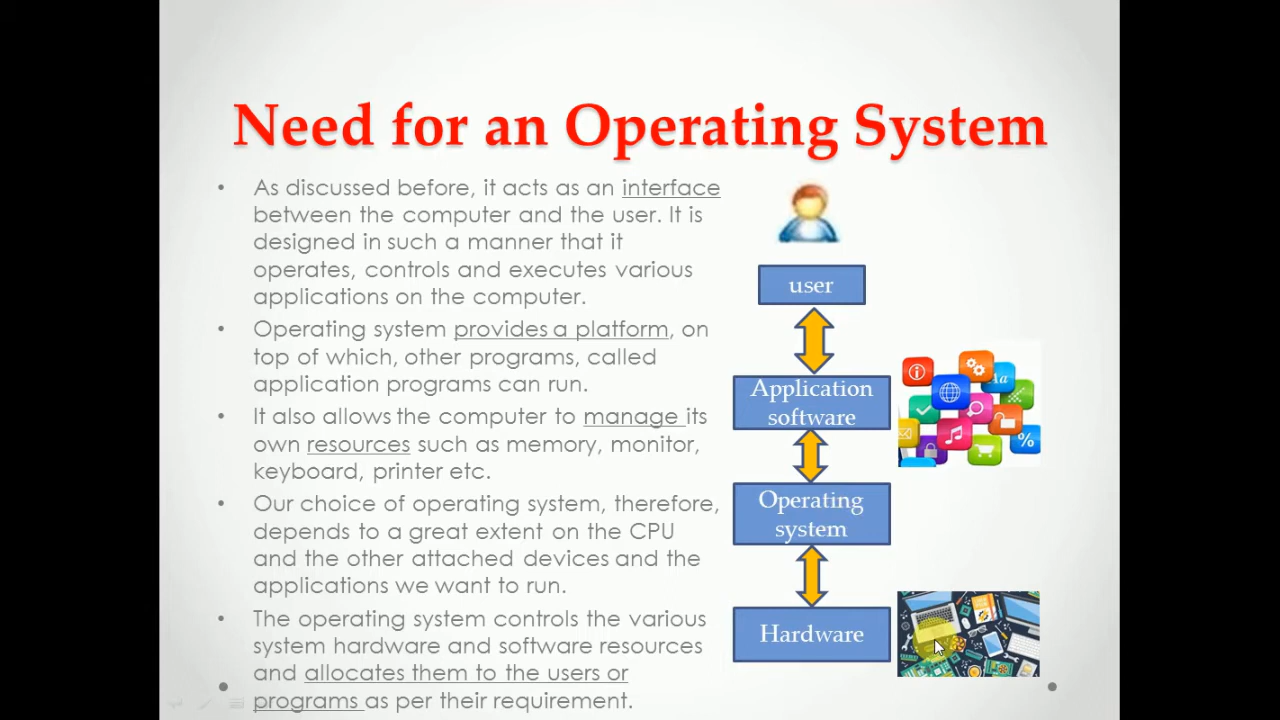 Need for an Operating System
• As discussed before, it acts as an interface
between the computer and the user. It is
designed in such a manner that it
operates, controls and executes various
applications on the computer.
• Operating system provides a platform, on
top of which, other programs, called
application programs can run.
• It also allows the computer to manage its
own resources such as memory, monitor,
keyboard, printer etc.
• Our choice of operating system, therefore,
depends to a great extent on the CPU
and the other attached devices and the
applications we want to run.
• The operating system controls the various
system hardware and software resources
and allocates them to the users or
programs as per their requirement.
user
Application
software
Operating
system
Hardware
Aa
%